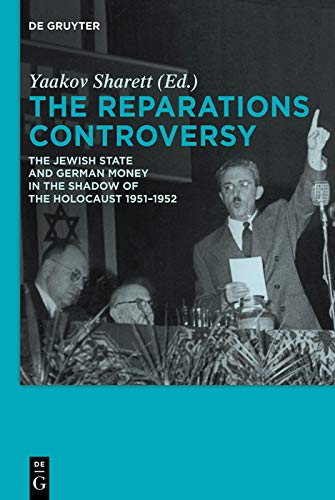 DE GRUYTER
Yaakov Sharett (Ed.)
THE REPARATIONS
CONTROVERSY
THE JEWISH STATE
AND GERMAN MONEY
IN THE SHADOW OF
THE HOLOCAUST 1951–1952
DE
G